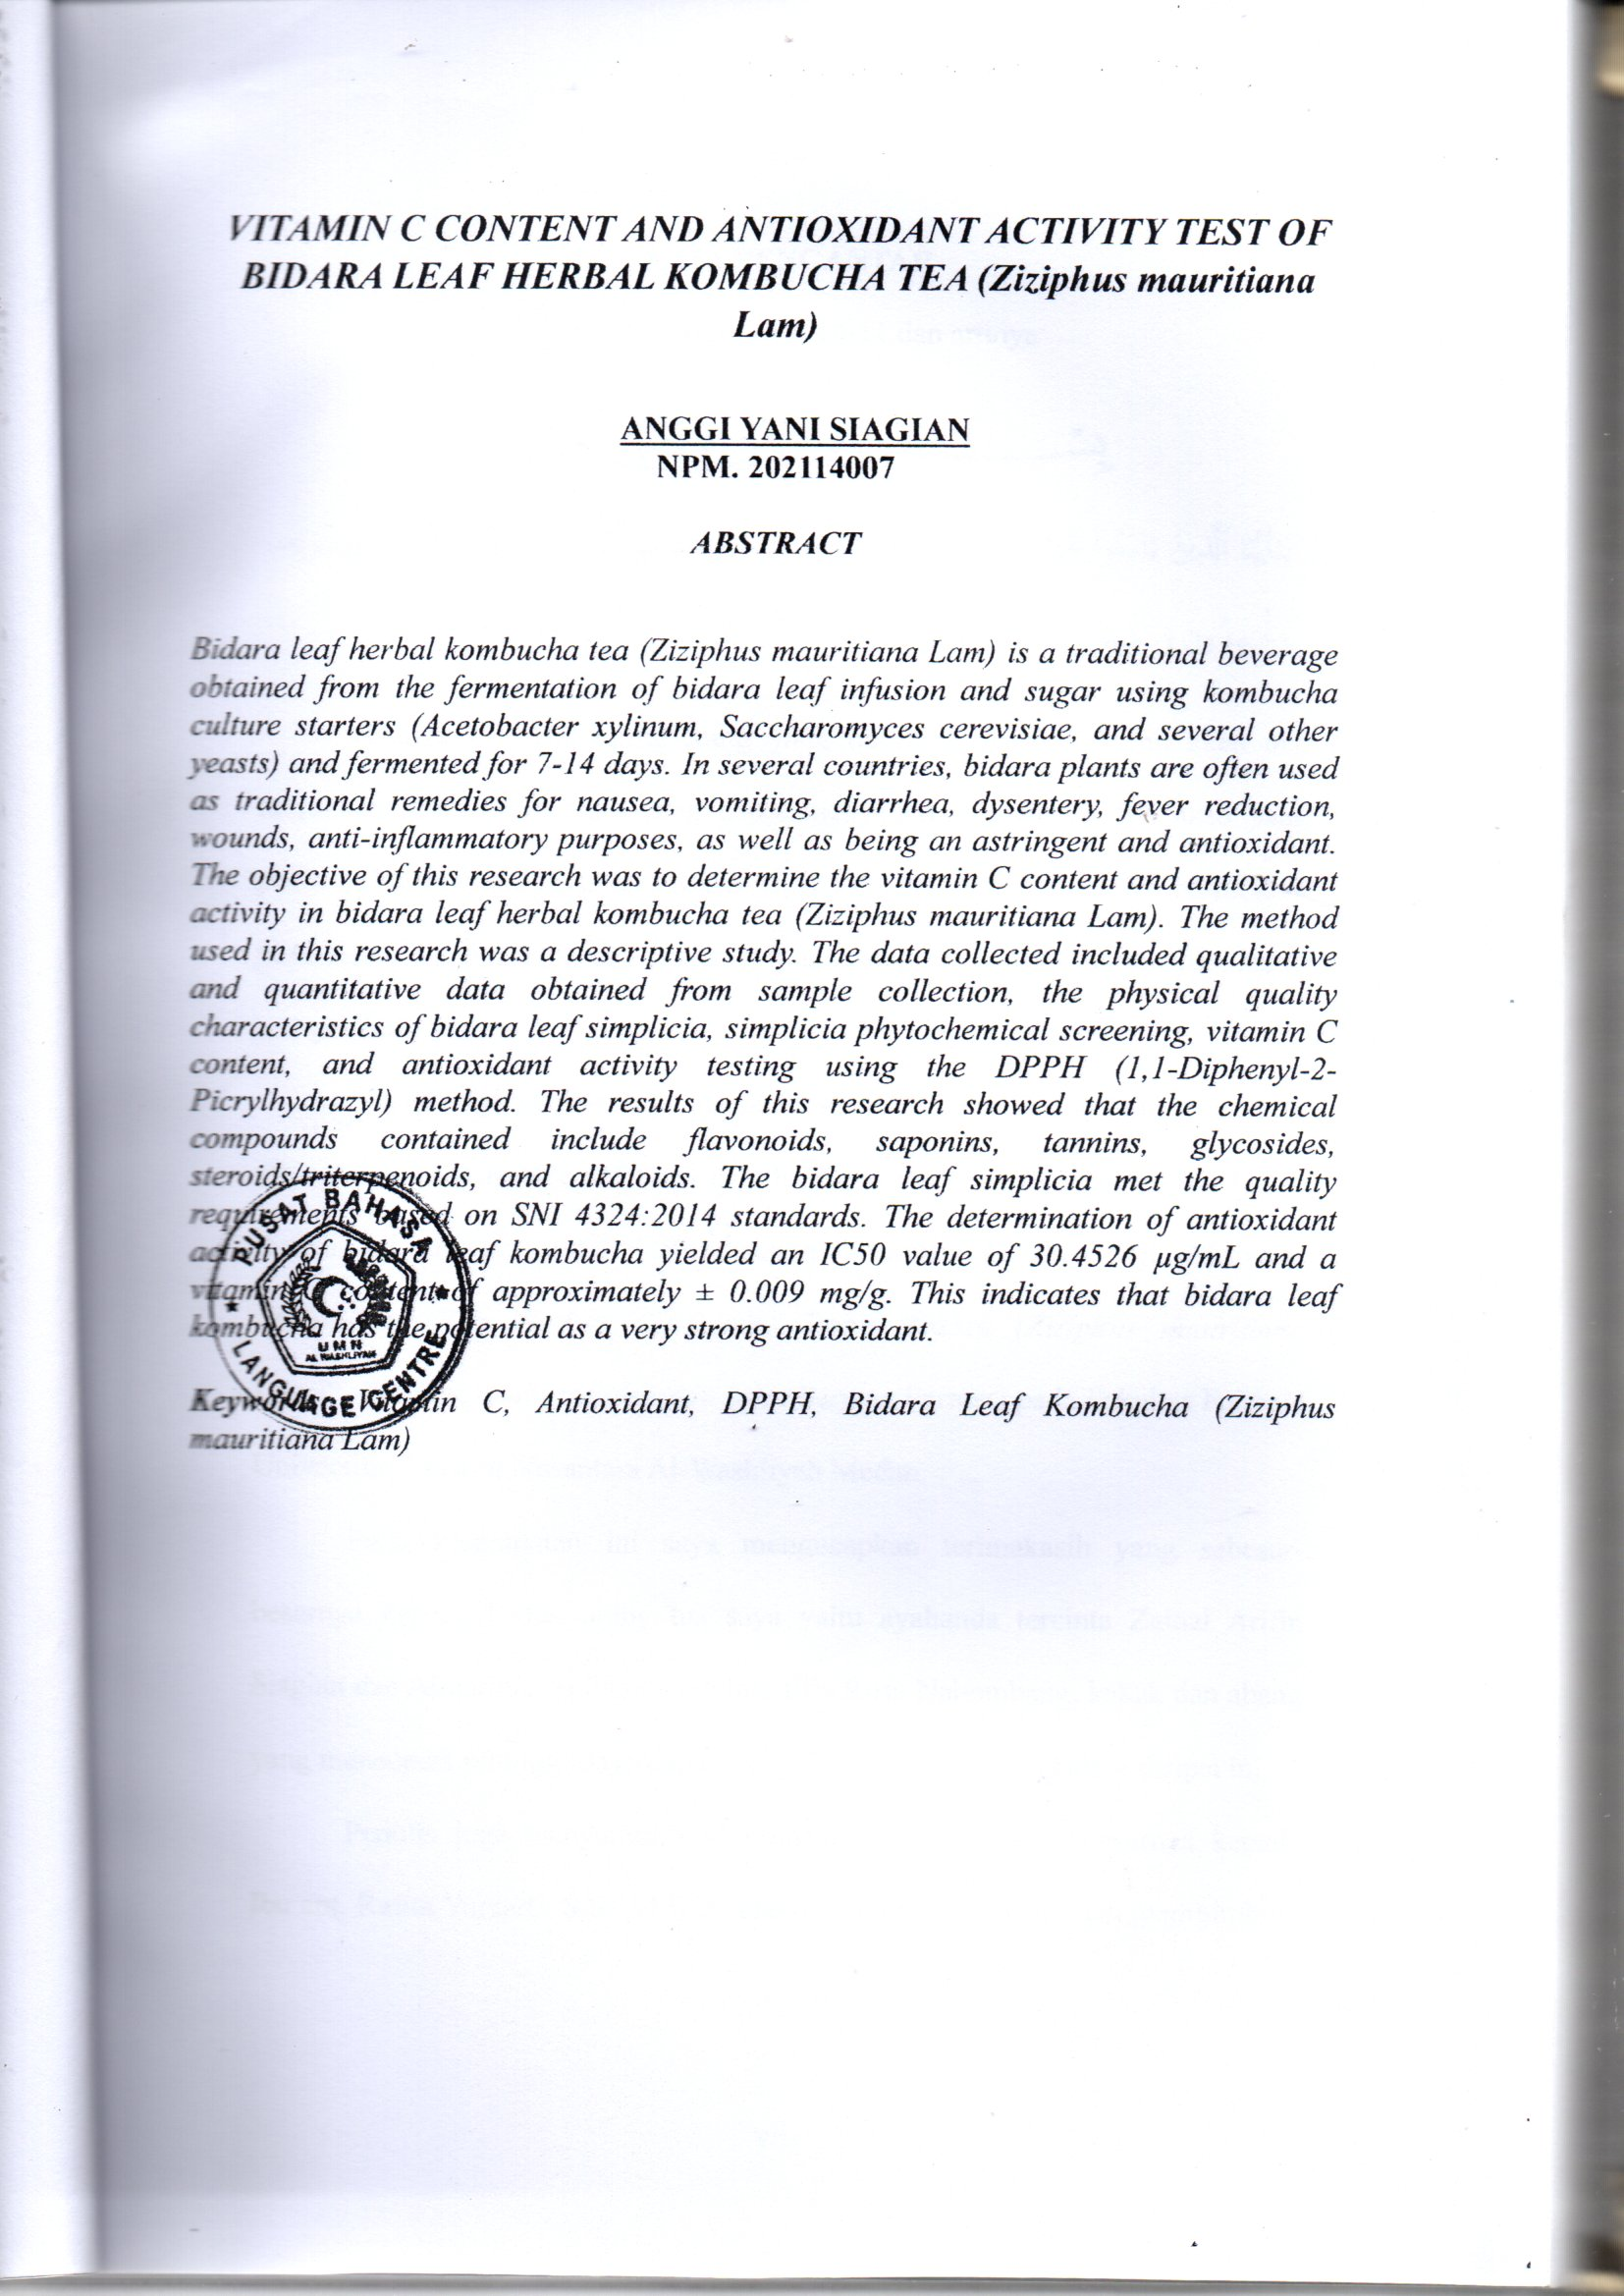 VITAMIN C CONTENT AND ANTIOXIDANT ACTIVITY TEST OF
BIDARA LEAF HERBAL KOMBUCHA TEA (Ziziphus mauritiana
Lam)
ANGGI YANI SIAGIAN
NPM. 202114007
ABSTRACT
Bidara leaf herbal kombucha tea (Ziziphus mauritiana Lam) is a traditional beverage
obtained from the fermentation of bidara leaf infusion and sugar using kombucha
culture starters (Acetobacter xylinum, Saccharomyces cerevisiae, and several other
yeasts) and fermented for 7-14 days. In several countries, bidara plants are often used
as traditional remedies for nausea, vomiting, diarrhea, dysentery, fever reduction,
wounds, anti-inflammatory purposes, as well as being an astringent and antioxidant.
The objective of this research was to determine the vitamin C content and antioxidant
activity in bidara leaf herbal kombucha tea (Ziziphus mauritiana Lam). The method
used in this research was a descriptive study. The data collected included qualitative
and quantitative data obtained from sample collection, the physical quality
characteristics of bidara leaf simplicia, simplicia phytochemical screening, vitamin C
content, and antioxidant activity testing using the DPPH (1,1-Diphenyl-2-
Picrylhydrazyl) method. The results of this research showed that the chemical
compounds contained include flavonoids, saponins, tannins, glycosides,
steroids/triterpenoids, and alkaloids. The bidara leaf simplicia met the quality
requirements based on SNI 4324:2014 standards. The determination of antioxidant
activity of bidara leaf kombucha yielded an IC50 value of 30.4526 µg/mL and a
vitamin C content of approximately ± 0.009 mg/g. This indicates that bidara leaf
kombucha has the potential as a very strong antioxidant.
Keywords: Vitamin C, Antioxidant, DPPH, Bidara Leaf Kombucha (Ziziphus
mauritiana Lam)
PUSAT BAHASA
UMN
AL WASHLIYAH
LANGUAGE CENTRE